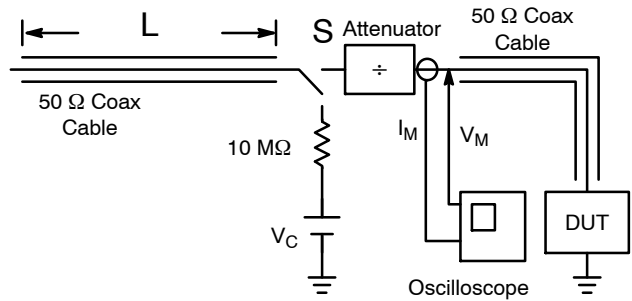 L
S
Attenuator
÷
50 Ω Coax
Cable
50 Ω Coax
Cable
10 MΩ
I_M
V_M
V_C
DUT
Oscilloscope